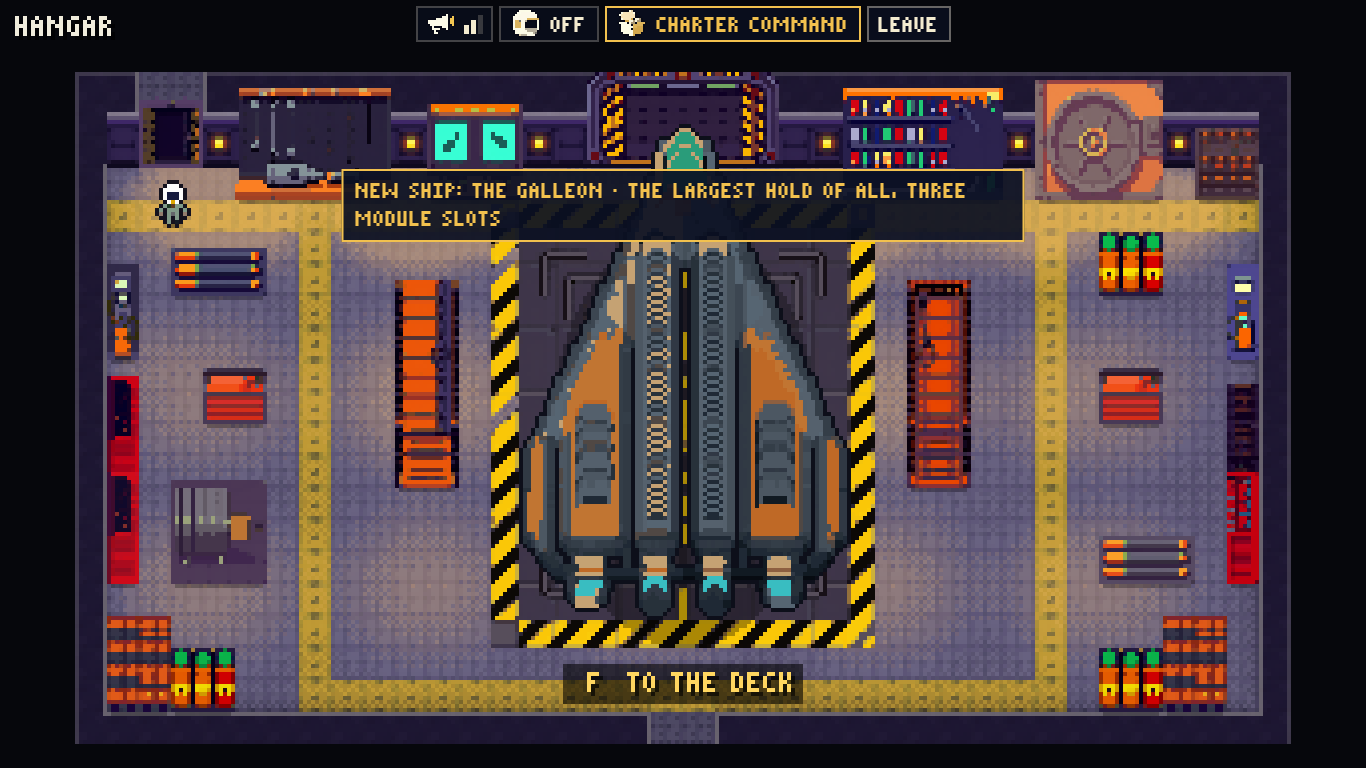 HANGAR
OFF
CHARTER COMMAND
LEAVE
NEW SHIP: THE GALLEON · THE LARGEST HOLD OF ALL, THREE
MODULE SLOTS
F TO THE DECK